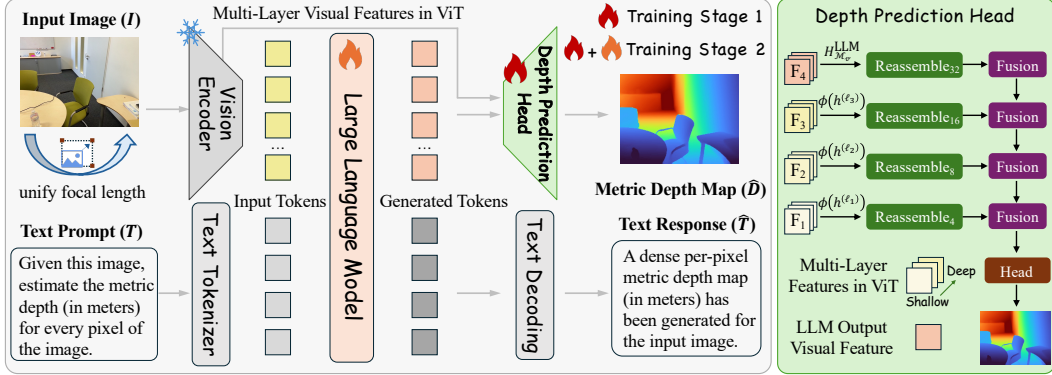 Input Image (I)
Multi-Layer Visual Features in ViT
Training Stage 1
+ Training Stage 2
Vision
Encoder
Large Language Model
Depth Prediction
Head
...
...
unify focal length
Input Tokens
Generated Tokens
Metric Depth Map (D̂)
Text Prompt (T)
Given this image,
estimate the metric
depth (in meters)
for every pixel of
the image.
Text Tokenizer
Text Decoding
Text Response (T̂)
A dense per-pixel
metric depth map
(in meters) has
been generated for
the input image.
Depth Prediction Head
F₄ H^LLM_ℳᵥ Reassemble₃₂ Fusion
F₃ ϕ(h^(ℓ₃)) Reassemble₁₆ Fusion
F₂ ϕ(h^(ℓ₂)) Reassemble₈ Fusion
F₁ ϕ(h^(ℓ₁)) Reassemble₄ Fusion
Multi-Layer
Features in ViT
Deep
Shallow
Head
LLM Output
Visual Feature